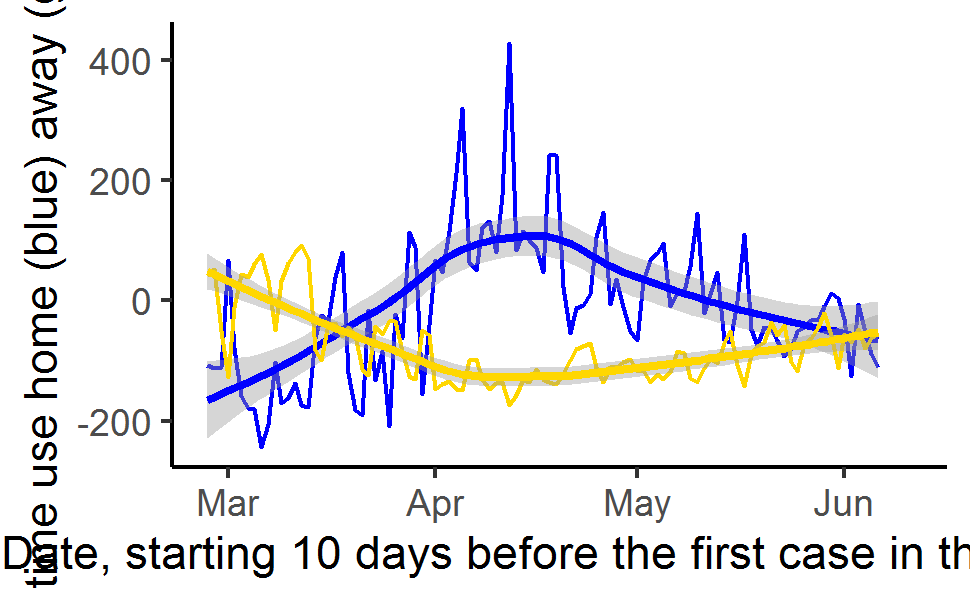 time use home (blue) away (
400
200
0
-200
Mar Apr May Jun
Date, starting 10 days before the first case in th